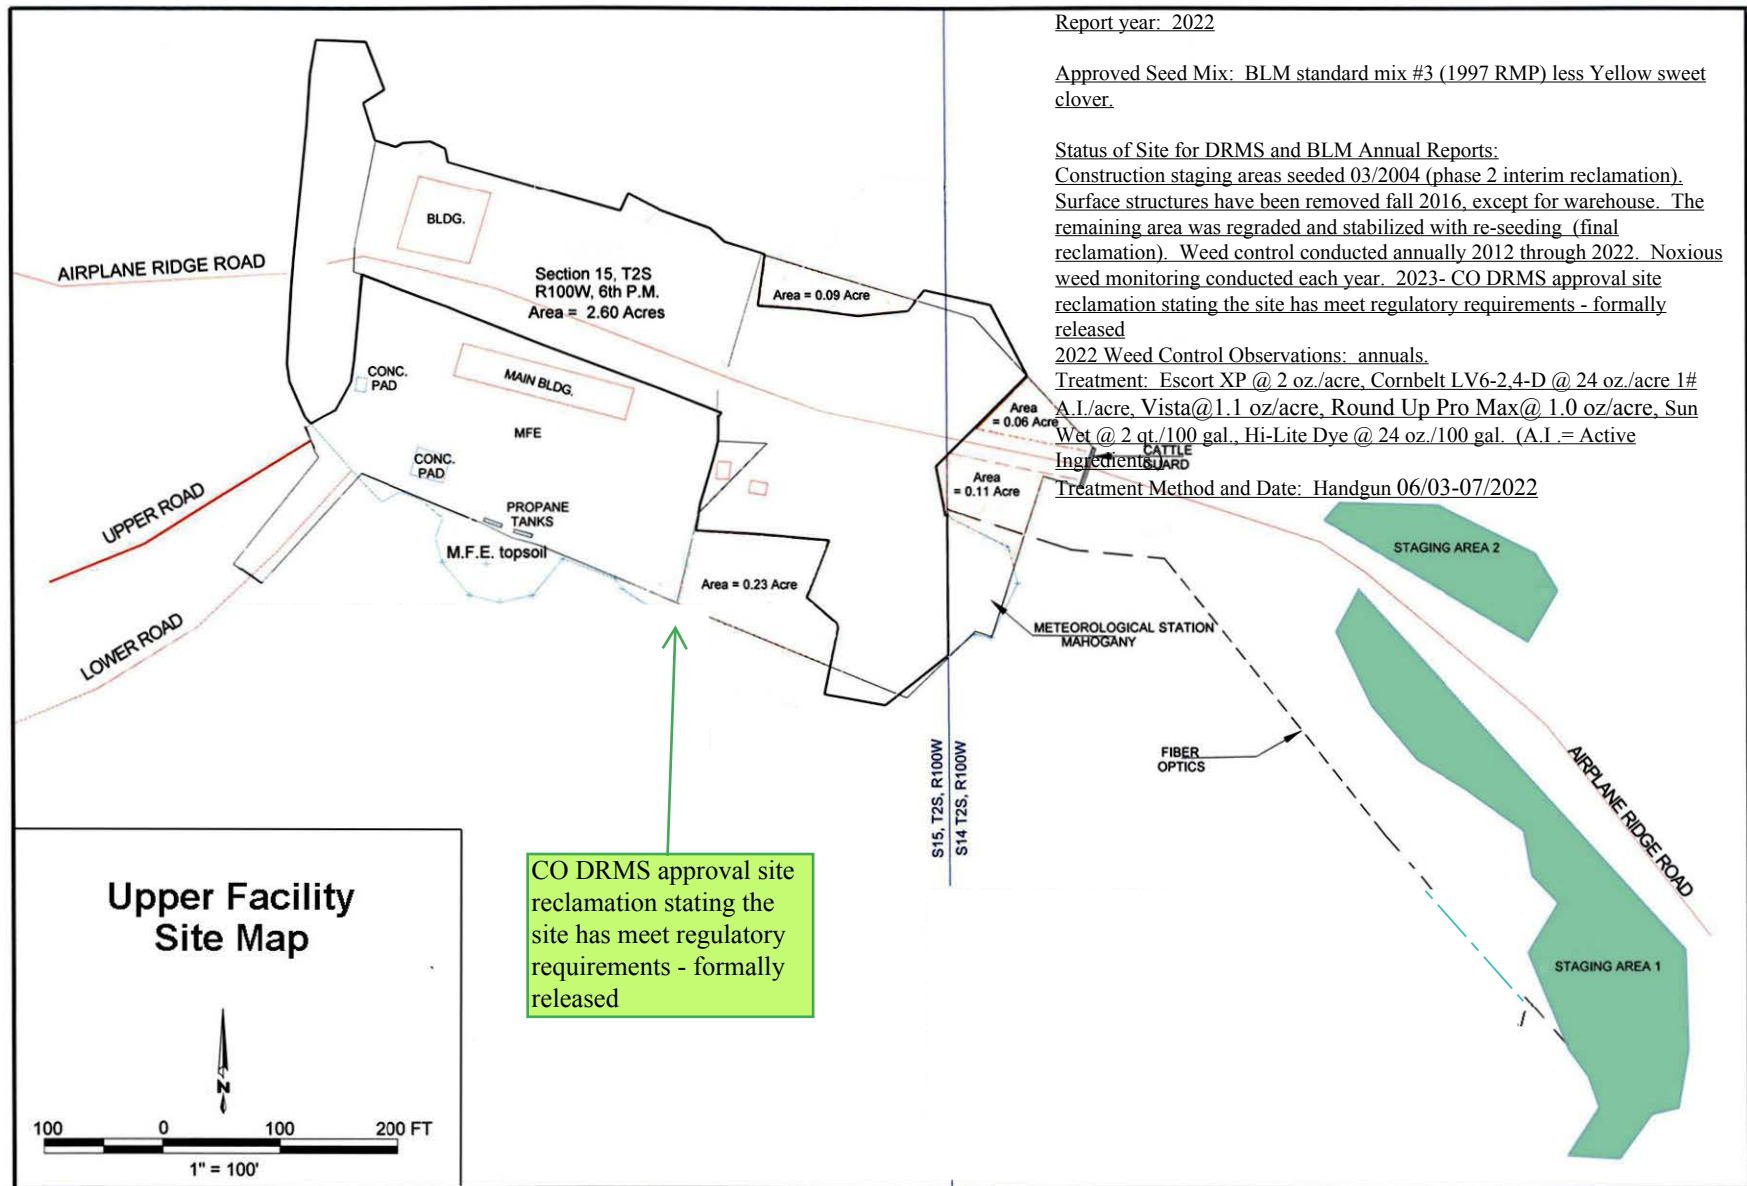 Report year:  2022
Approved Seed Mix:  BLM standard mix #3 (1997 RMP) less Yellow sweet
clover.
Status of Site for DRMS and BLM Annual Reports:
Construction staging areas seeded 03/2004 (phase 2 interim reclamation).
Surface structures have been removed fall 2016, except for warehouse.  The
remaining area was regraded and stabilized with re-seeding  (final
reclamation).  Weed control conducted annually 2012 through 2022.  Noxious
weed monitoring conducted each year.  2023- CO DRMS approval site
reclamation stating the site has meet regulatory requirements - formally
released
2022 Weed Control Observations:  annuals.
Treatment:  Escort XP @ 2 oz./acre, Cornbelt LV6-2,4-D @ 24 oz./acre 1#
A.I./acre, Vista@1.1 oz/acre, Round Up Pro Max@ 1.0 oz/acre, Sun
Wet @ 2 qt./100 gal., Hi-Lite Dye @ 24 oz./100 gal.  (A.I .= Active
Ingredients)
Treatment Method and Date:  Handgun 06/03-07/2022
BLDG.
AIRPLANE RIDGE ROAD
Section 15, T2S
R100W, 6th P.M.
Area =  2.60 Acres
Area = 0.09 Acre
CONC.
PAD
MAIN BLDG.
MFE
Area
= 0.06 Acre
CATTLE
GUARD
CONC.
PAD
Area
= 0.11 Acre
UPPER ROAD
PROPANE
TANKS
M.F.E. topsoil
STAGING AREA 2
Area = 0.23 Acre
LOWER ROAD
METEOROLOGICAL STATION
MAHOGANY
FIBER
OPTICS
S15, T2S, R100W
S14 T2S, R100W
AIRPLANE RIDGE ROAD
CO DRMS approval site
reclamation stating the
site has meet regulatory
requirements - formally
released
STAGING AREA 1
Upper Facility
Site Map
N
100 0 100 200 FT
1" = 100'